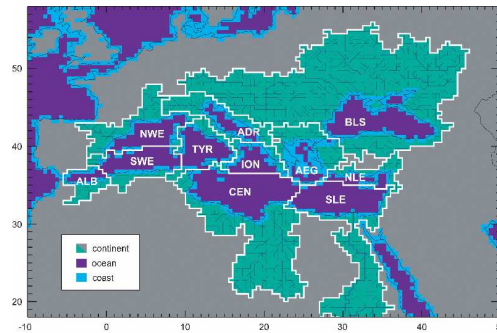 50
40
30
20
NWE
SWE
ALB
TYR
ADR
ION
CEN
AEG
BLS
NLE
SLE
continent
ocean
coast
-10 0 10 20 30 40